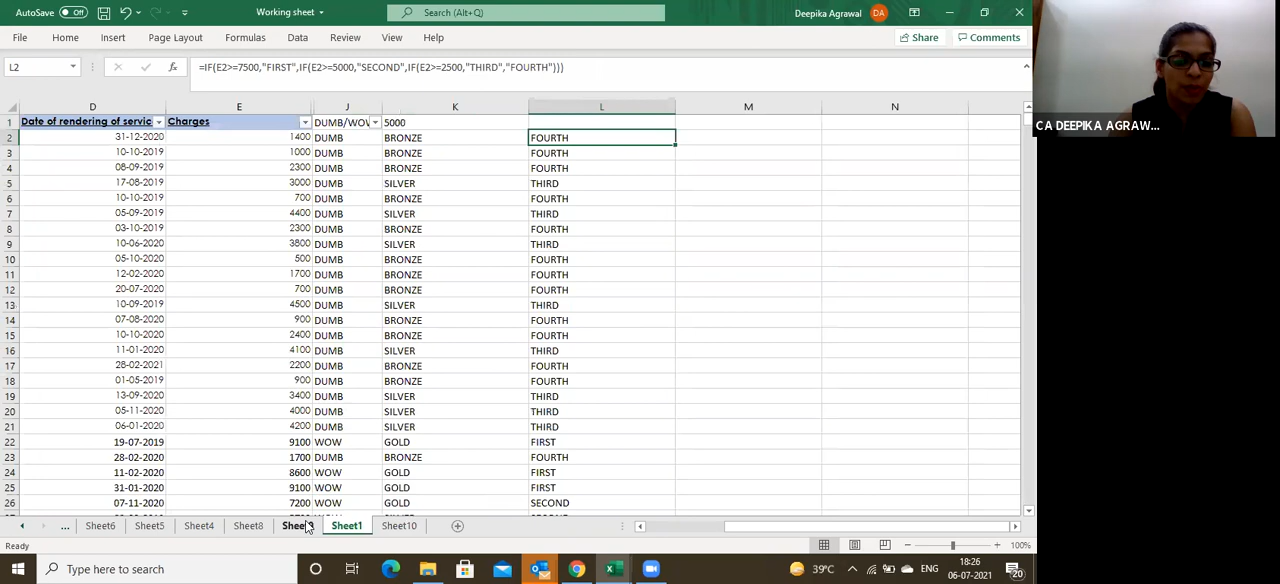 AutoSave Off Working sheet Search (Alt+Q) Deepika Agrawal DA
File Home Insert Page Layout Formulas Data Review View Help Share Comments
L2 fx =IF(E2>=7500,"FIRST",IF(E2>=5000,"SECOND",IF(E2>=2500,"THIRD","FOURTH")))
CA DEEPIKA AGRAW...
D E J K L M N
1 Date of rendering of servic Charges DUMB/WOW 5000
2 31-12-2020 1400 DUMB BRONZE FOURTH
3 10-10-2019 1000 DUMB BRONZE FOURTH
4 08-09-2019 2300 DUMB BRONZE FOURTH
5 17-08-2019 3000 DUMB SILVER THIRD
6 10-10-2019 700 DUMB BRONZE FOURTH
7 05-09-2019 4400 DUMB SILVER THIRD
8 03-10-2019 2300 DUMB BRONZE FOURTH
9 10-06-2020 3800 DUMB SILVER THIRD
10 05-10-2020 500 DUMB BRONZE FOURTH
11 12-02-2020 1700 DUMB BRONZE FOURTH
12 20-07-2020 700 DUMB BRONZE FOURTH
13 10-09-2019 4500 DUMB SILVER THIRD
14 07-08-2020 900 DUMB BRONZE FOURTH
15 10-10-2020 2400 DUMB BRONZE FOURTH
16 11-01-2020 4100 DUMB SILVER THIRD
17 28-02-2021 2200 DUMB BRONZE FOURTH
18 01-05-2019 900 DUMB BRONZE FOURTH
19 13-09-2020 3400 DUMB SILVER THIRD
20 05-11-2020 4000 DUMB SILVER THIRD
21 06-01-2020 4200 DUMB SILVER THIRD
22 19-07-2019 9100 WOW GOLD FIRST
23 28-02-2020 1700 DUMB BRONZE FOURTH
24 11-02-2020 8600 WOW GOLD FIRST
25 31-01-2020 9100 WOW GOLD FIRST
26 07-11-2020 7200 WOW GOLD SECOND
... Sheet6 Sheet5 Sheet4 Sheet8 Sheet1 Sheet10
Ready 100%
Type here to search 39°C ENG 18:26
06-07-2021 20